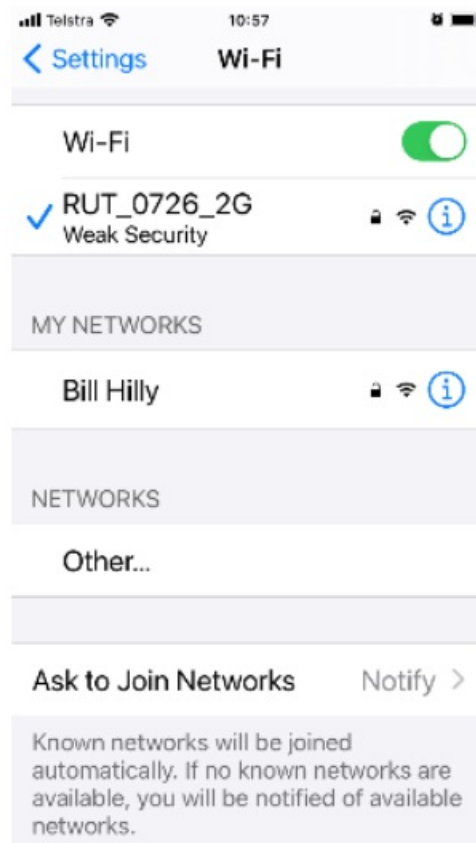 Telstra 10:57
Settings Wi-Fi
Wi-Fi
RUT_0726_2G
Weak Security
MY NETWORKS
Bill Hilly
NETWORKS
Other...
Ask to Join Networks Notify
Known networks will be joined
automatically. If no known networks are
available, you will be notified of available
networks.